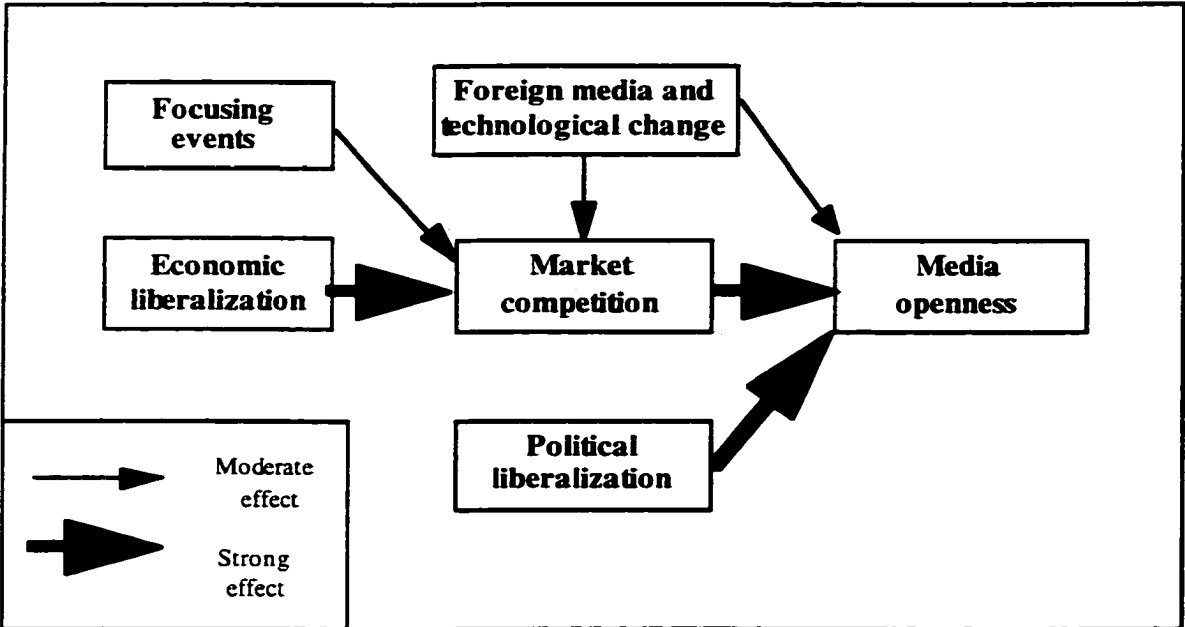 Focusing
events
Foreign media and
technological change
Economic
liberalization
Market
competition
Media
openness
Political
liberalization
Moderate
effect
Strong
effect